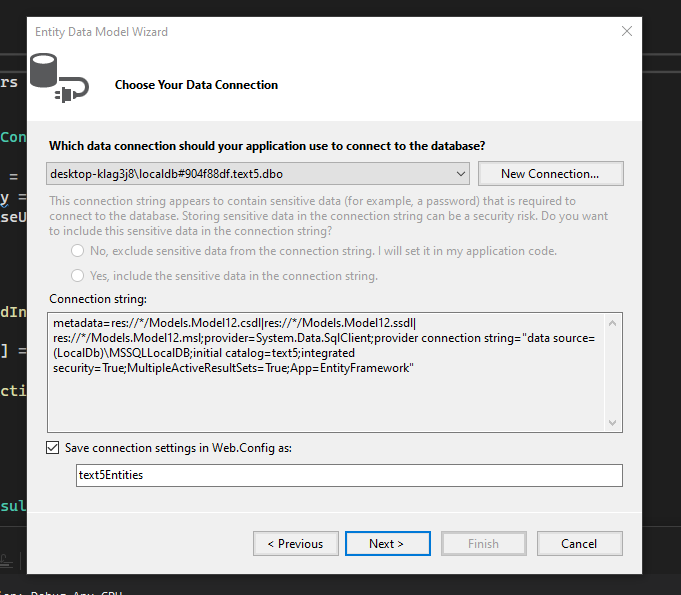 Entity Data Model Wizard
rs
Choose Your Data Connection
Con
Which data connection should your application use to connect to the database?
=
desktop-klag3j8\localdb#904f88df.text5.dbo
New Connection...
y =
This connection string appears to contain sensitive data (for example, a password) that is required to
seU
connect to the database. Storing sensitive data in the connection string can be a security risk. Do you want
to include this sensitive data in the connection string?
No, exclude sensitive data from the connection string. I will set it in my application code.
Yes, include the sensitive data in the connection string.
Connection string:
dIn
metadata=res://*/Models.Model12.csdl|res://*/Models.Model12.ssdl|
res://*/Models.Model12.msl;provider=System.Data.SqlClient;provider connection string="data source=
] =
(LocalDb)\MSSQLLocalDB;initial catalog=text5;integrated
security=True;MultipleActiveResultSets=True;App=EntityFramework"
cti
Save connection settings in Web.Config as:
text5Entities
sul
< Previous
Next >
Finish
Cancel